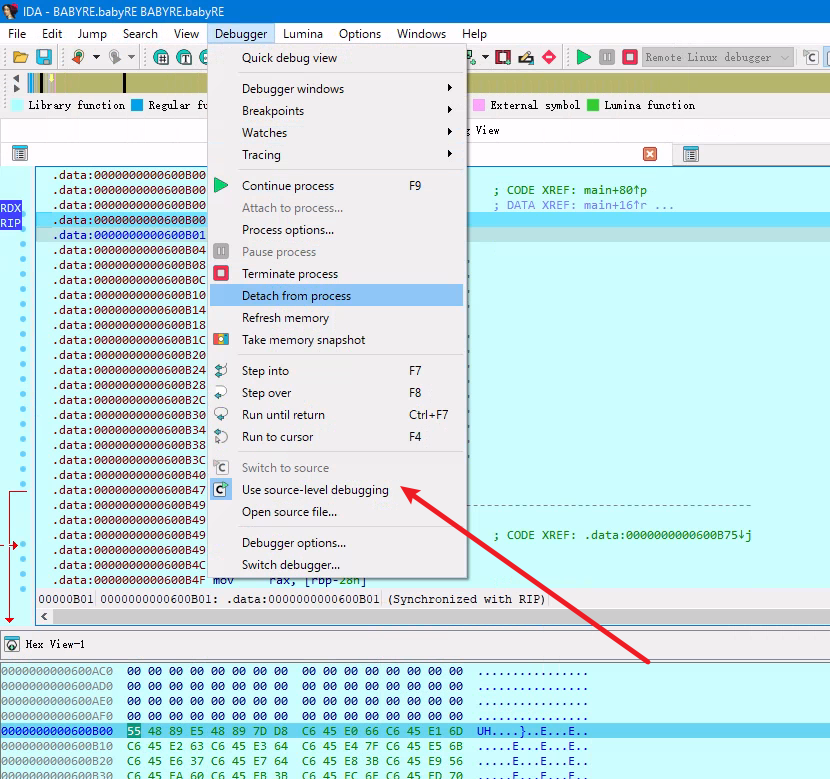 IDA - BABYRE.babyRE BABYRE.babyRE
File Edit Jump Search View Debugger Lumina Options Windows Help
Remote Linux debugger
Library function Regular fu External symbol Lumina function
View
Quick debug view
Debugger windows
Breakpoints
Watches
Tracing
Continue process F9
Attach to process...
Process options...
Pause process
Terminate process
Detach from process
Refresh memory
Take memory snapshot
Step into F7
Step over F8
Run until return Ctrl+F7
Run to cursor F4
Switch to source
Use source-level debugging
Open source file...
Debugger options...
Switch debugger...
RDX
RIP
.data:0000000000600B00
.data:0000000000600B00 ; CODE XREF: main+80↑p
.data:0000000000600B00 ; DATA XREF: main+16↑r ...
.data:0000000000600B00
.data:0000000000600B01
.data:0000000000600B04
.data:0000000000600B08
.data:0000000000600B0C
.data:0000000000600B10
.data:0000000000600B14
.data:0000000000600B18
.data:0000000000600B1C
.data:0000000000600B20
.data:0000000000600B24
.data:0000000000600B28
.data:0000000000600B2C
.data:0000000000600B30
.data:0000000000600B34
.data:0000000000600B38
.data:0000000000600B3C
.data:0000000000600B40
.data:0000000000600B47
.data:0000000000600B49
.data:0000000000600B49
.data:0000000000600B49 ; CODE XREF: .data:0000000000600B75↓j
.data:0000000000600B49
.data:0000000000600B4C
.data:0000000000600B4F mov rax, [rbp-28h]
00000B01 0000000000600B01: .data:0000000000600B01 (Synchronized with RIP)
Hex View-1
0000000000600AC0 00 00 00 00 00 00 00 00 00 00 00 00 00 00 00 00 ................
0000000000600AD0 00 00 00 00 00 00 00 00 00 00 00 00 00 00 00 00 ................
0000000000600AE0 00 00 00 00 00 00 00 00 00 00 00 00 00 00 00 00 ................
0000000000600AF0 00 00 00 00 00 00 00 00 00 00 00 00 00 00 00 00 ................
0000000000600B00 55 48 89 E5 48 89 7D D8 C6 45 E0 66 C6 45 E1 6D UH....}..E...E..
0000000000600B10 C6 45 E2 63 C6 45 E3 64 C6 45 E4 7F C6 45 E5 6B .E...E...E...E..
0000000000600B20 C6 45 E6 37 C6 45 E7 64 C6 45 E8 3B C6 45 E9 56 .E...E...E...E..
0000000000600B30 C6 45 EA 60 C6 45 EB 3B C6 45 EC 6E C6 45 ED 70 .E...E...E...E..